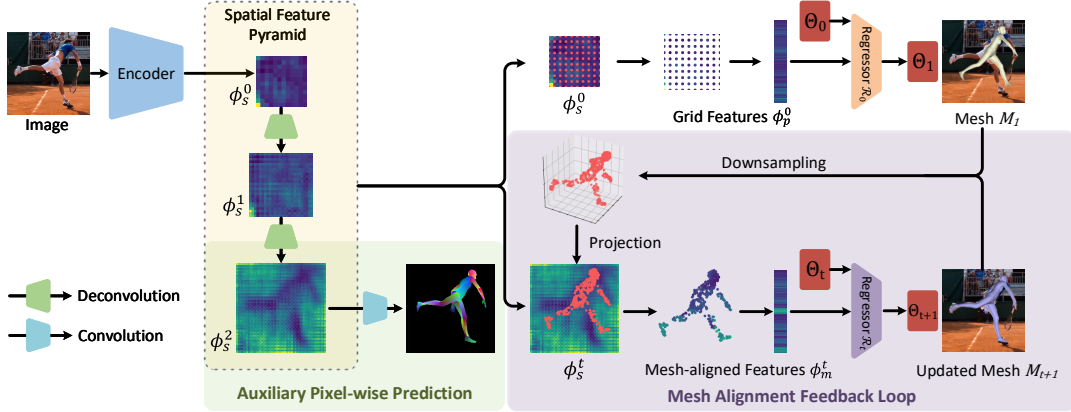 Spatial Feature
Pyramid
Encoder
Image
ϕ_s^0
ϕ_s^1
ϕ_s^2
Deconvolution
Convolution
Auxiliary Pixel-wise Prediction
ϕ_s^0
Grid Features ϕ_p^0
Θ_0
Regressor R_0
Θ_1
Mesh M_1
Downsampling
Projection
ϕ_s^t
Mesh-aligned Features ϕ_m^t
Θ_t
Regressor R_t
Θ_{t+1}
Updated Mesh M_{t+1}
Mesh Alignment Feedback Loop